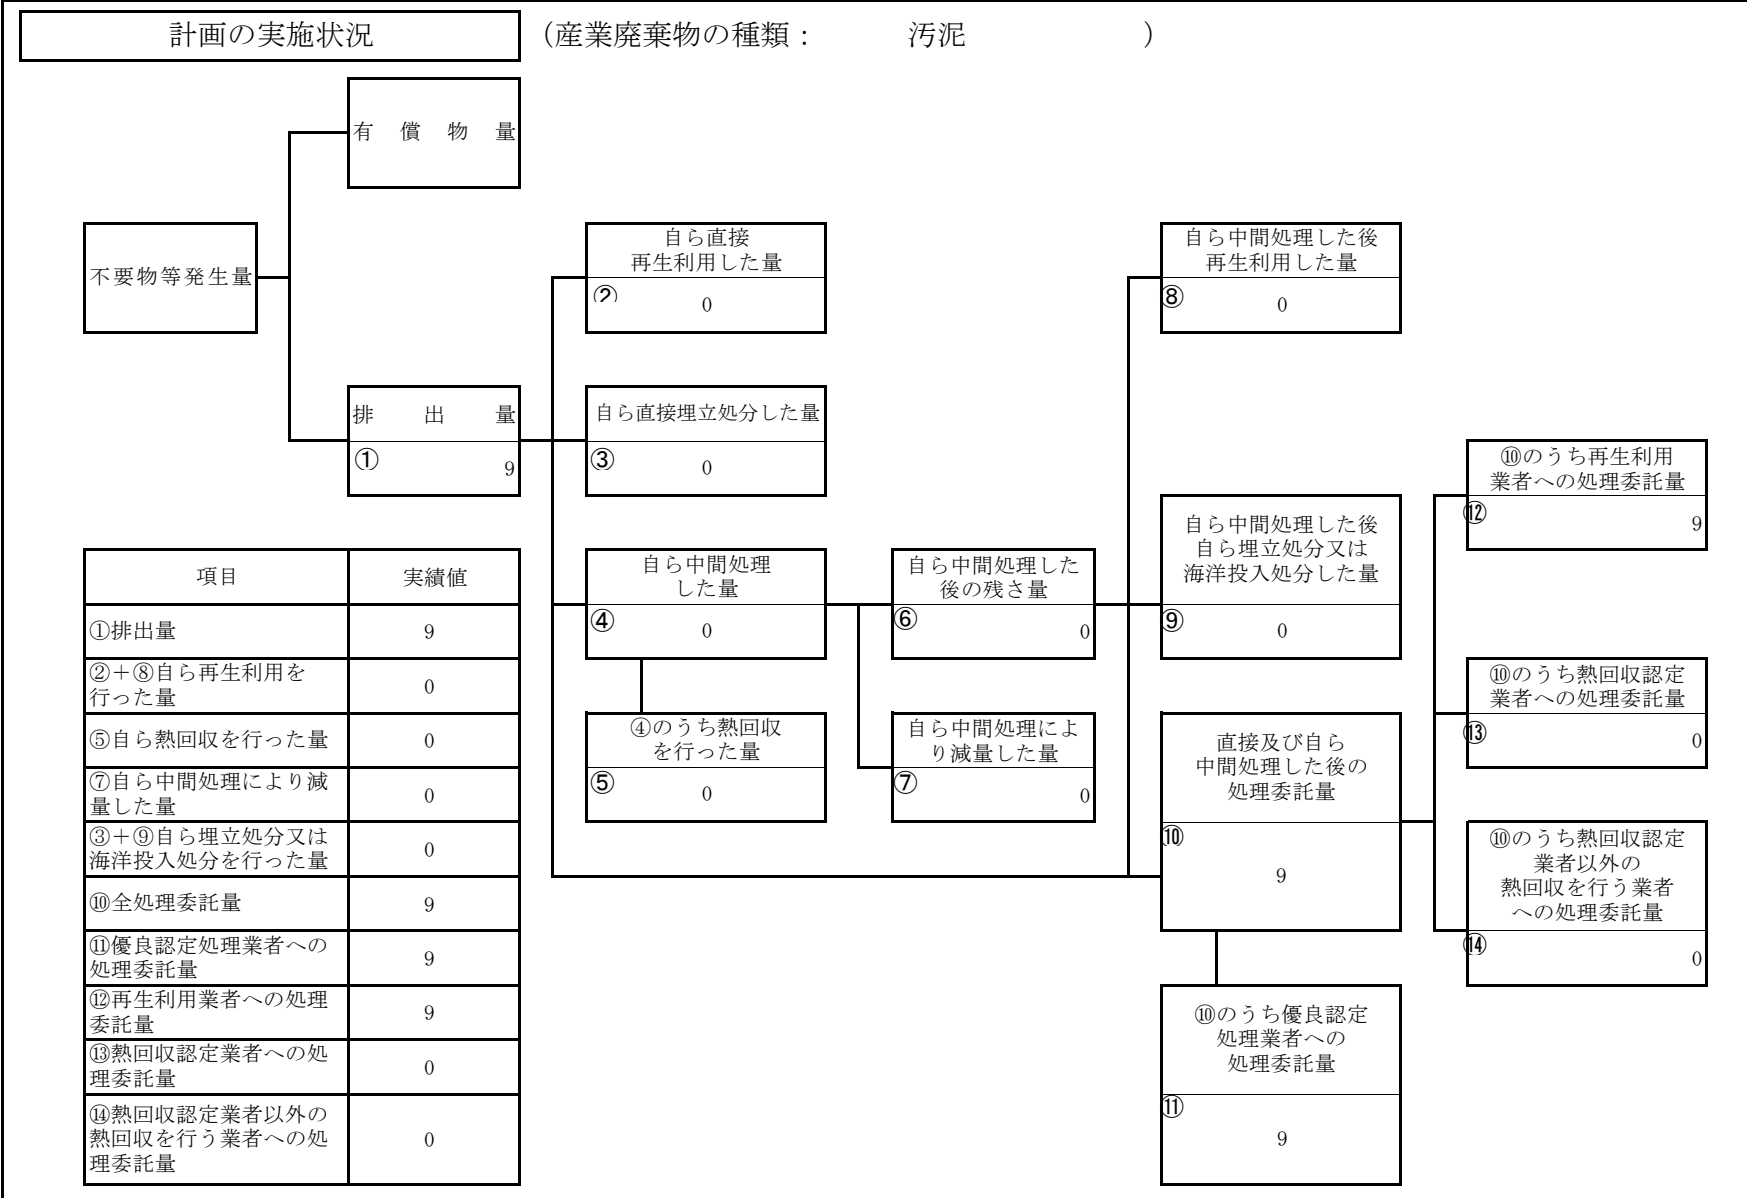 計画の実施状況
（産業廃棄物の種類： 汚泥 ）
有償物量
不要物等発生量
排出量
① 9
自ら直接
再生利用した量
② 0
自ら直接埋立処分した量
③ 0
自ら中間処理
した量
④ 0
④のうち熱回収
を行った量
⑤ 0
自ら中間処理した
後の残さ量
⑥ 0
自ら中間処理によ
り減量した量
⑦ 0
自ら中間処理した後
再生利用した量
⑧ 0
自ら中間処理した後
自ら埋立処分又は
海洋投入処分した量
⑨ 0
直接及び自ら
中間処理した後の
処理委託量
⑩
9
⑩のうち優良認定
処理業者への
処理委託量
⑪
9
⑩のうち再生利用
業者への処理委託量
⑫ 9
⑩のうち熱回収認定
業者への処理委託量
⑬ 0
⑩のうち熱回収認定
業者以外の
熱回収を行う業者
への処理委託量
⑭ 0
項目 実績値
①排出量 9
②＋⑧自ら再生利用を
行った量 0
⑤自ら熱回収を行った量 0
⑦自ら中間処理により減
量した量 0
③＋⑨自ら埋立処分又は
海洋投入処分を行った量 0
⑩全処理委託量 9
⑪優良認定処理業者への
処理委託量 9
⑫再生利用業者への処理
委託量 9
⑬熱回収認定業者への処
理委託量 0
⑭熱回収認定業者以外の
熱回収を行う業者への処
理委託量 0